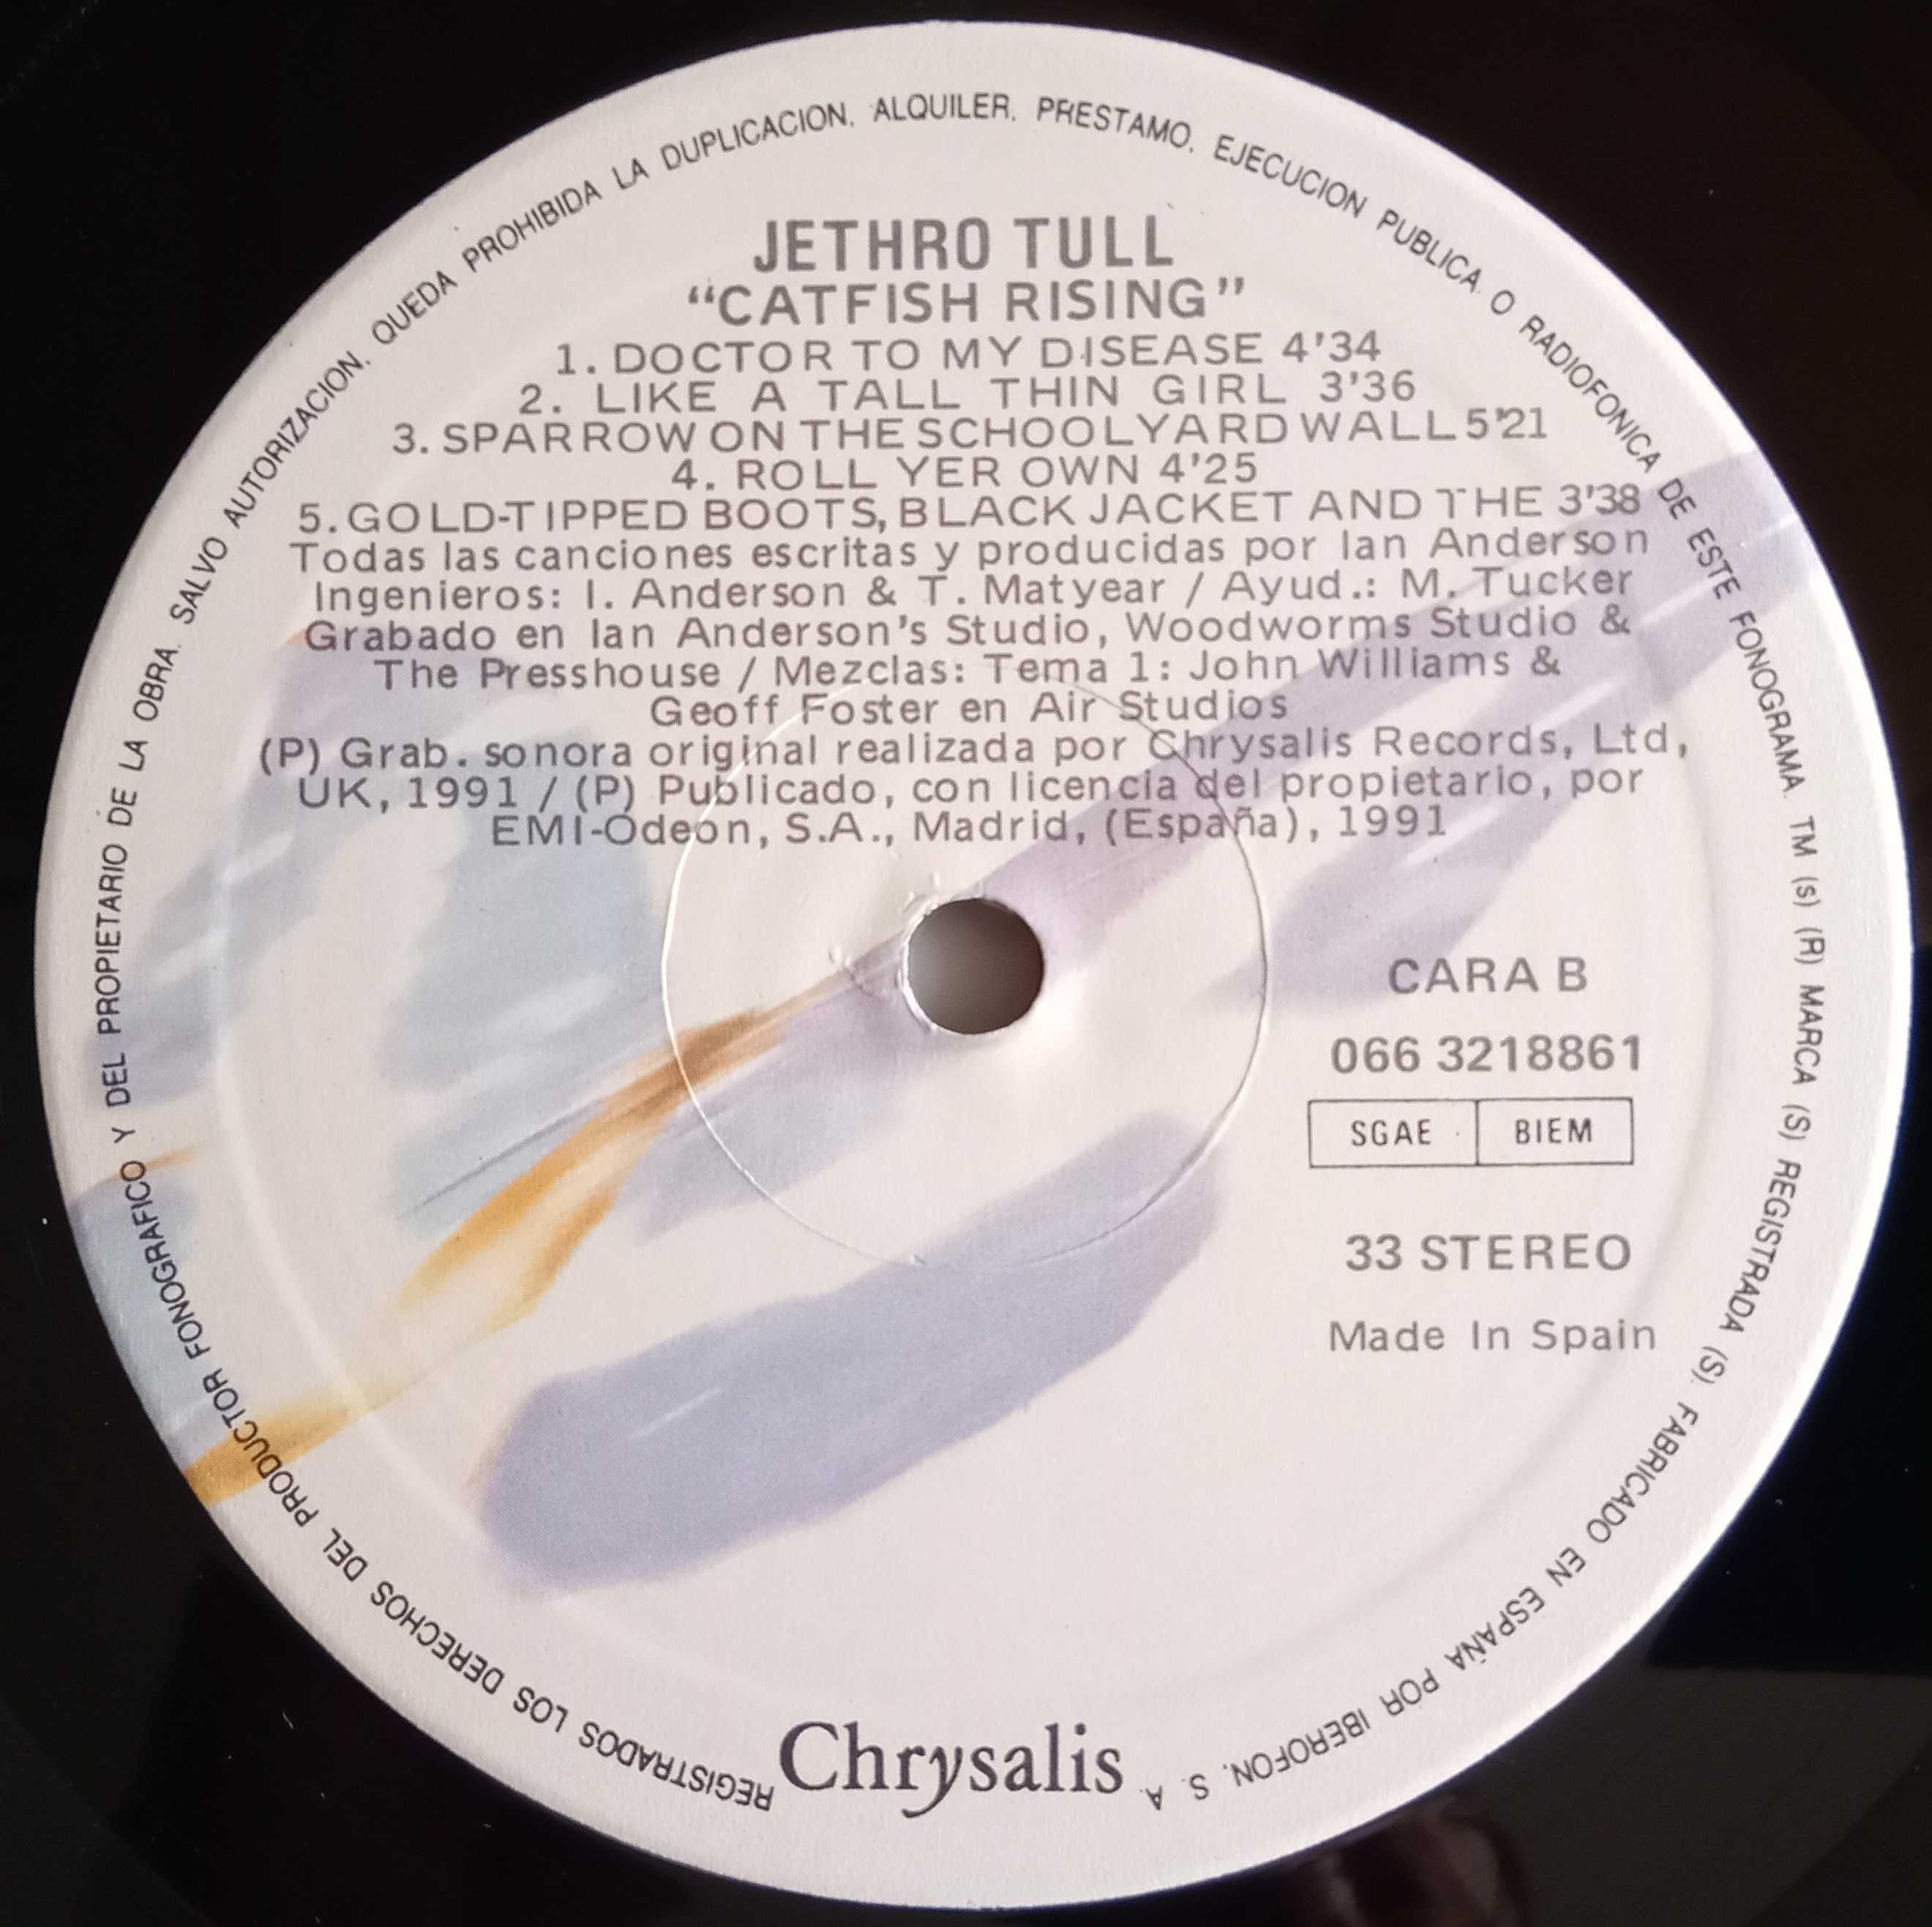 JETHRO TULL
“CATFISH RISING”
1. DOCTOR TO MY DISEASE 4'34
2. LIKE A TALL THIN GIRL 3'36
3. SPARROW ON THE SCHOOLYARD WALL 5'21
4. ROLL YER OWN 4'25
5. GOLD-TIPPED BOOTS, BLACK JACKET AND THE 3'38
Todas las canciones escritas y producidas por Ian Anderson
Ingenieros: I. Anderson & T. Matyear / Ayud.: M. Tucker
Grabado en Ian Anderson's Studio, Woodworms Studio &
The Presshouse / Mezclas: Tema 1: John Williams &
Geoff Foster en Air Studios
(P) Grab. sonora original realizada por Chrysalis Records, Ltd,
UK, 1991 / (P) Publicado, con licencia del propietario, por
EMI-Odeon, S.A., Madrid, (España), 1991
CARA B
066 3218861
SGAE BIEM
33 STEREO
Made In Spain
Chrysalis
REGISTRADOS LOS DERECHOS DEL PRODUCTOR FONOGRAFICO Y DEL PROPIETARIO DE LA OBRA. SALVO AUTORIZACION, QUEDA PROHIBIDA LA DUPLICACION, ALQUILER, PRESTAMO, EJECUCION PUBLICA O RADIOFONICA DE ESTE FONOGRAMA. TM (s) (R) MARCA (S) REGISTRADA (S). FABRICADO EN ESPAÑA POR IBEROFON, S. A.